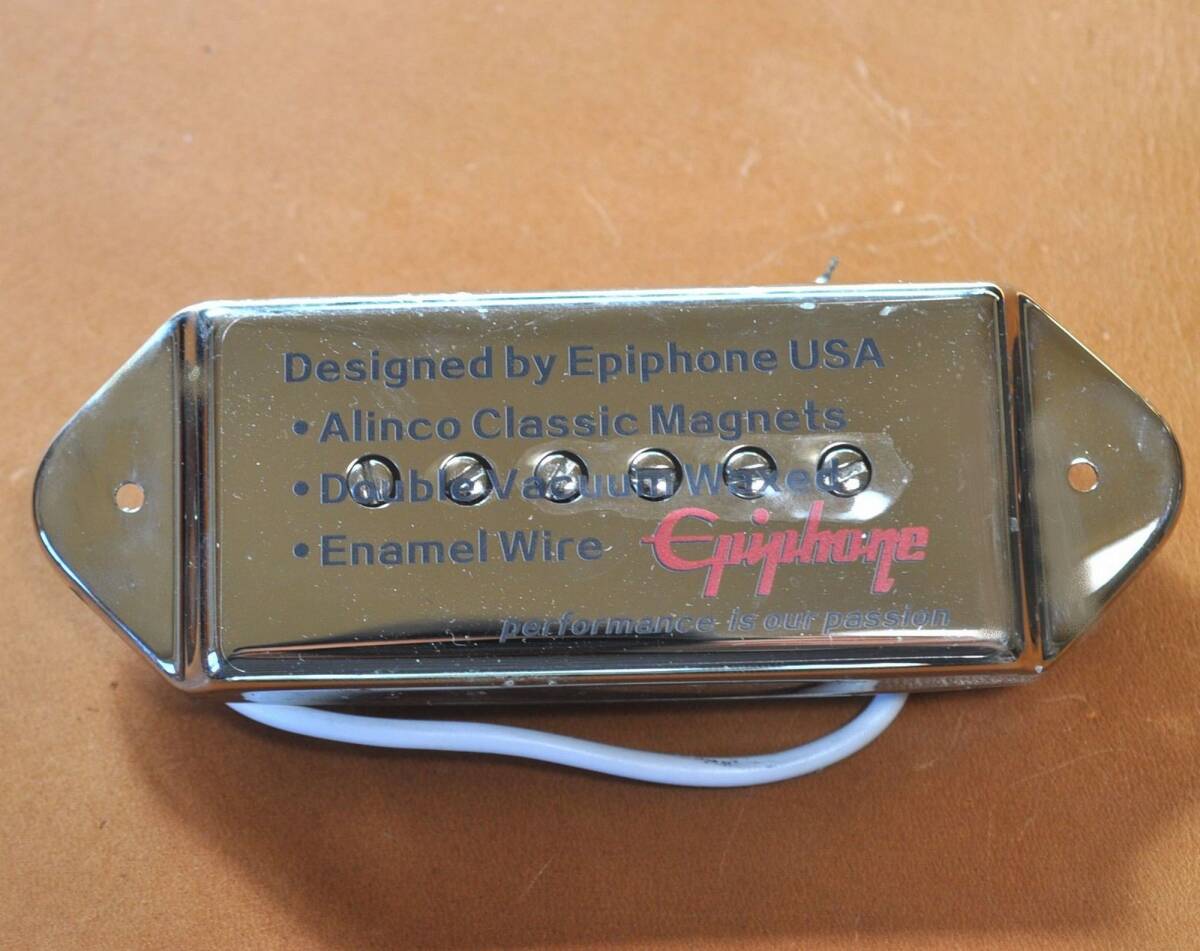 Designed by Epiphone USA
• Alinco Classic Magnets
• Double Vacuum Waxed
• Enamel Wire
Epiphone
performance is our passion